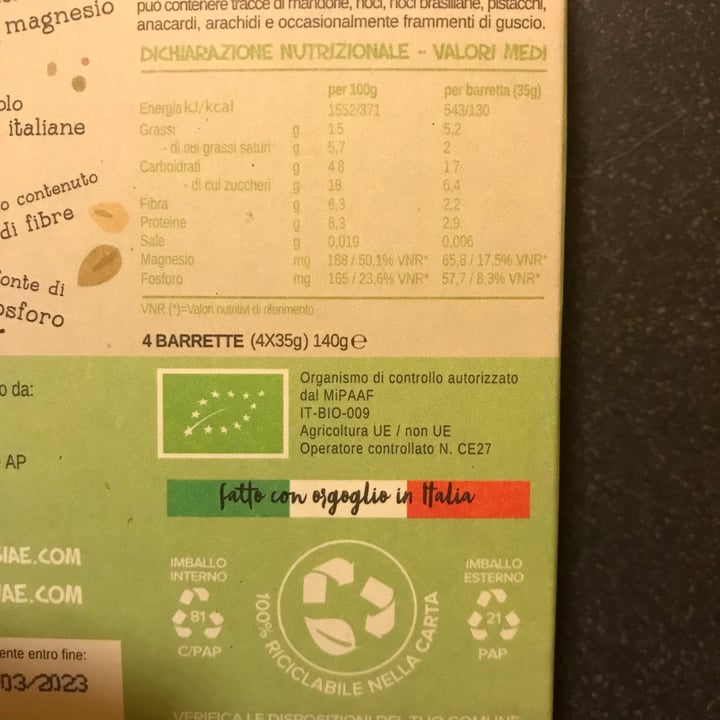 magnesio
italiane
o contenuto
di fibre
fonte di
osforo
può contenere tracce di mandorle, noci, noci brasiliane, pistacchi,
anacardi, arachidi e occasionalmente frammenti di guscio.
DICHIARAZIONE NUTRIZIONALE - VALORI MEDI
per 100g per barretta (35g)
Energia kJ/kcal 1552/371 543/130
Grassi g 15 5,2
- di cui grassi saturi g 5,7 2
Carboidrati g 48 17
- di cui zuccheri g 18 6,4
Fibra g 6,3 2,2
Proteine g 8,3 2,9
Sale g 0,019 0,006
Magnesio mg 188 / 50,1% VNR* 65,8 / 17,5% VNR*
Fosforo mg 165 / 23,6% VNR* 57,7 / 8,3% VNR*
VNR (*)=Valori nutritivi di riferimento
4 BARRETTE (4X35g) 140g ℮
o da:
AP
IAE.COM
IAE.COM
ente entro fine:
03/2023
Organismo di controllo autorizzato
dal MiPAAF
IT-BIO-009
Agricoltura UE / non UE
Operatore controllato N. CE27
fatto con orgoglio in Italia
IMBALLO
INTERNO
81
C/PAP
100% RICICLABILE NELLA CARTA
IMBALLO
ESTERNO
21
PAP
VERIFICA LE DISPOSIZIONI DEL TUO COMUNE